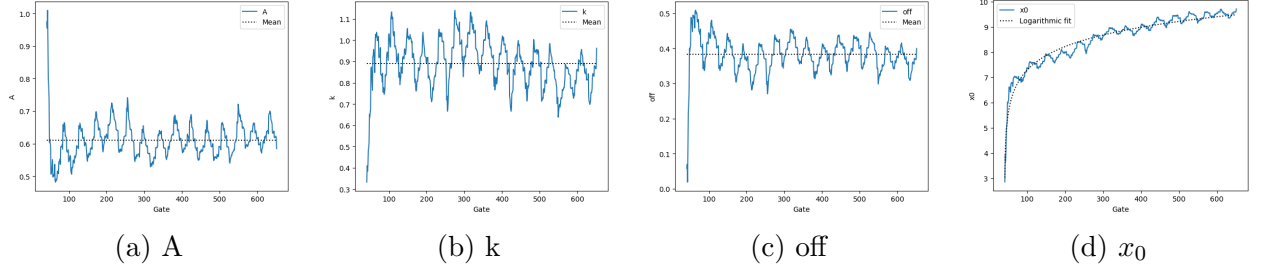 1.0
0.9
0.8
0.7
0.6
0.5
A
A
Mean
100 200 300 400 500 600
Gate
(a) A
1.1
1.0
0.9
0.8
0.7
0.6
0.5
0.4
0.3
k
k
Mean
100 200 300 400 500 600
Gate
(b) k
0.5
0.4
0.3
0.2
0.1
0.0
off
off
Mean
100 200 300 400 500 600
Gate
(c) off
10
9
8
7
6
5
4
3
x0
x0
Logarithmic fit
100 200 300 400 500 600
Gate
(d) x₀